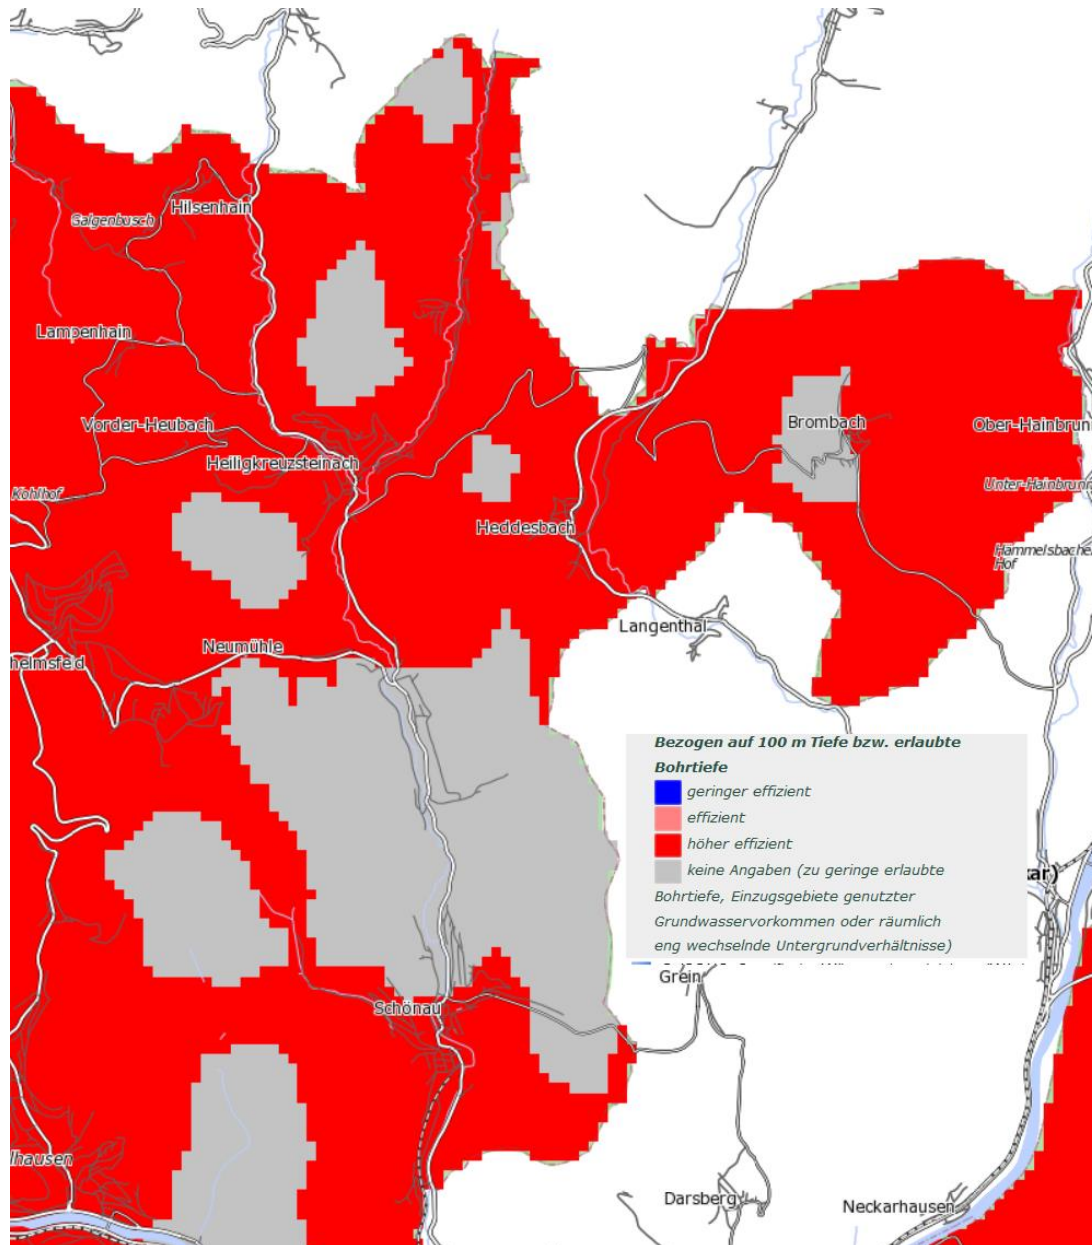 Hilsenhain
Galgenbusch
Lampenhain
Vorder-Heubach
Brombach
Ober-Hainbrunn
Heiligkreuzsteinach
Kohlhof
Unter-Hainbrunn
Heddesbach
Hammelsbacher
Hof
Langenthal
Neumühle
helmsfeld
Bezogen auf 100 m Tiefe bzw. erlaubte
Bohrtiefe
geringer effizient
effizient
höher effizient
keine Angaben (zu geringe erlaubte
Bohrtiefe, Einzugsgebiete genutzter
Grundwasservorkommen oder räumlich
eng wechselnde Untergrundverhältnisse)
kar)
Grein
Schönau
lhausen
Darsberg
Neckarhausen